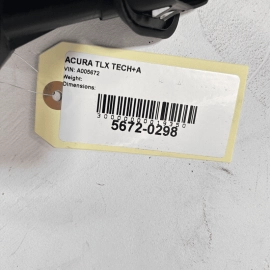 ACURA TLX TECH+A
VIN: A005672
Weight:
Dimensions:
5672-0298